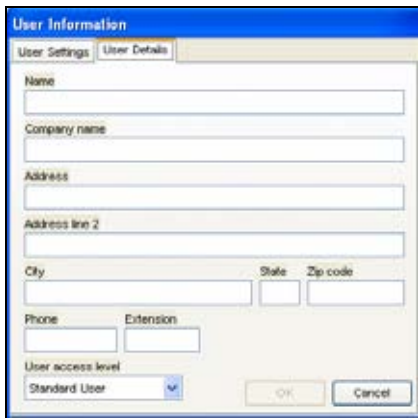 User Information
User Settings User Details
Name
Company name
Address
Address line 2
City State Zip code
Phone Extension
User access level
Standard User OK Cancel